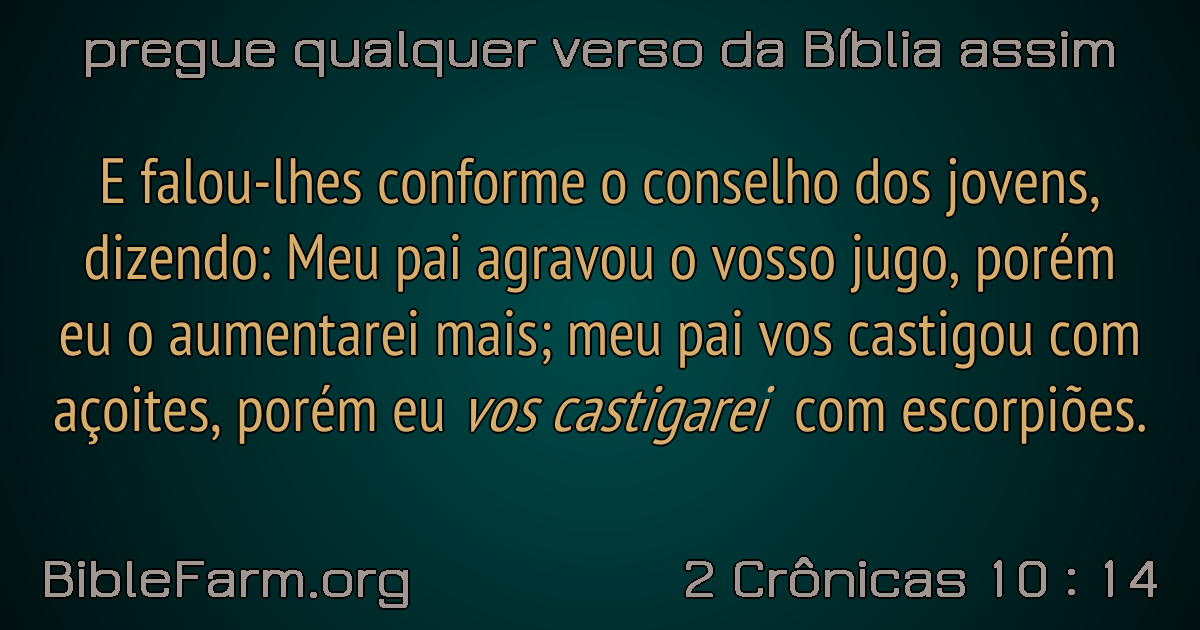 pregue qualquer verso da Bíblia assim
E falou-lhes conforme o conselho dos jovens,
dizendo: Meu pai agravou o vosso jugo, porém
eu o aumentarei mais; meu pai vos castigou com
açoites, porém eu vos castigarei com escorpiões.
BibleFarm.org
2 Crônicas 10 : 14